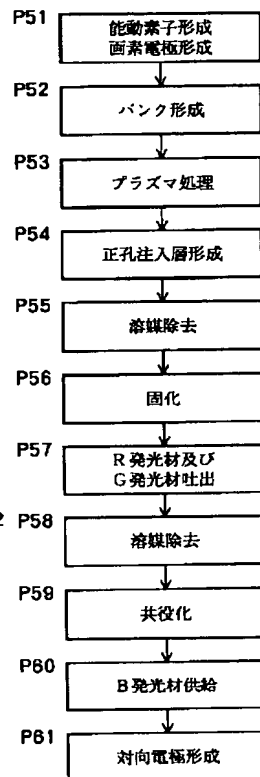 P51
能動素子形成
画素電極形成
P52
バンク形成
P53
プラズマ処理
P54
正孔注入層形成
P55
溶媒除去
P56
固化
P57
R発光材及び
G発光材吐出
P58
溶媒除去
P59
共役化
P60
B発光材供給
P61
対向電極形成